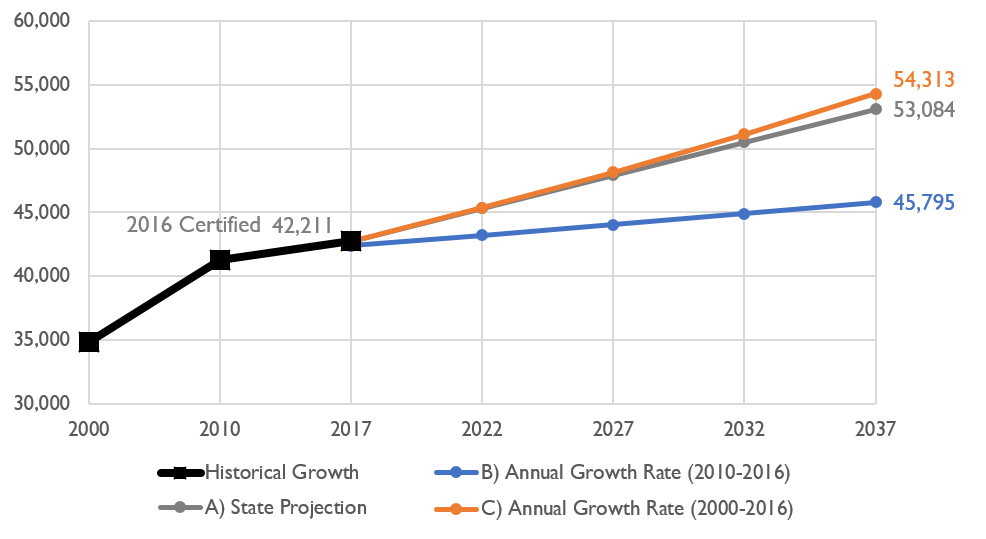 60,000
55,000
50,000
45,000
40,000
35,000
30,000
54,313
53,084
45,795
2016 Certified 42,211
2000 2010 2017 2022 2027 2032 2037
Historical Growth B) Annual Growth Rate (2010-2016)
A) State Projection C) Annual Growth Rate (2000-2016)